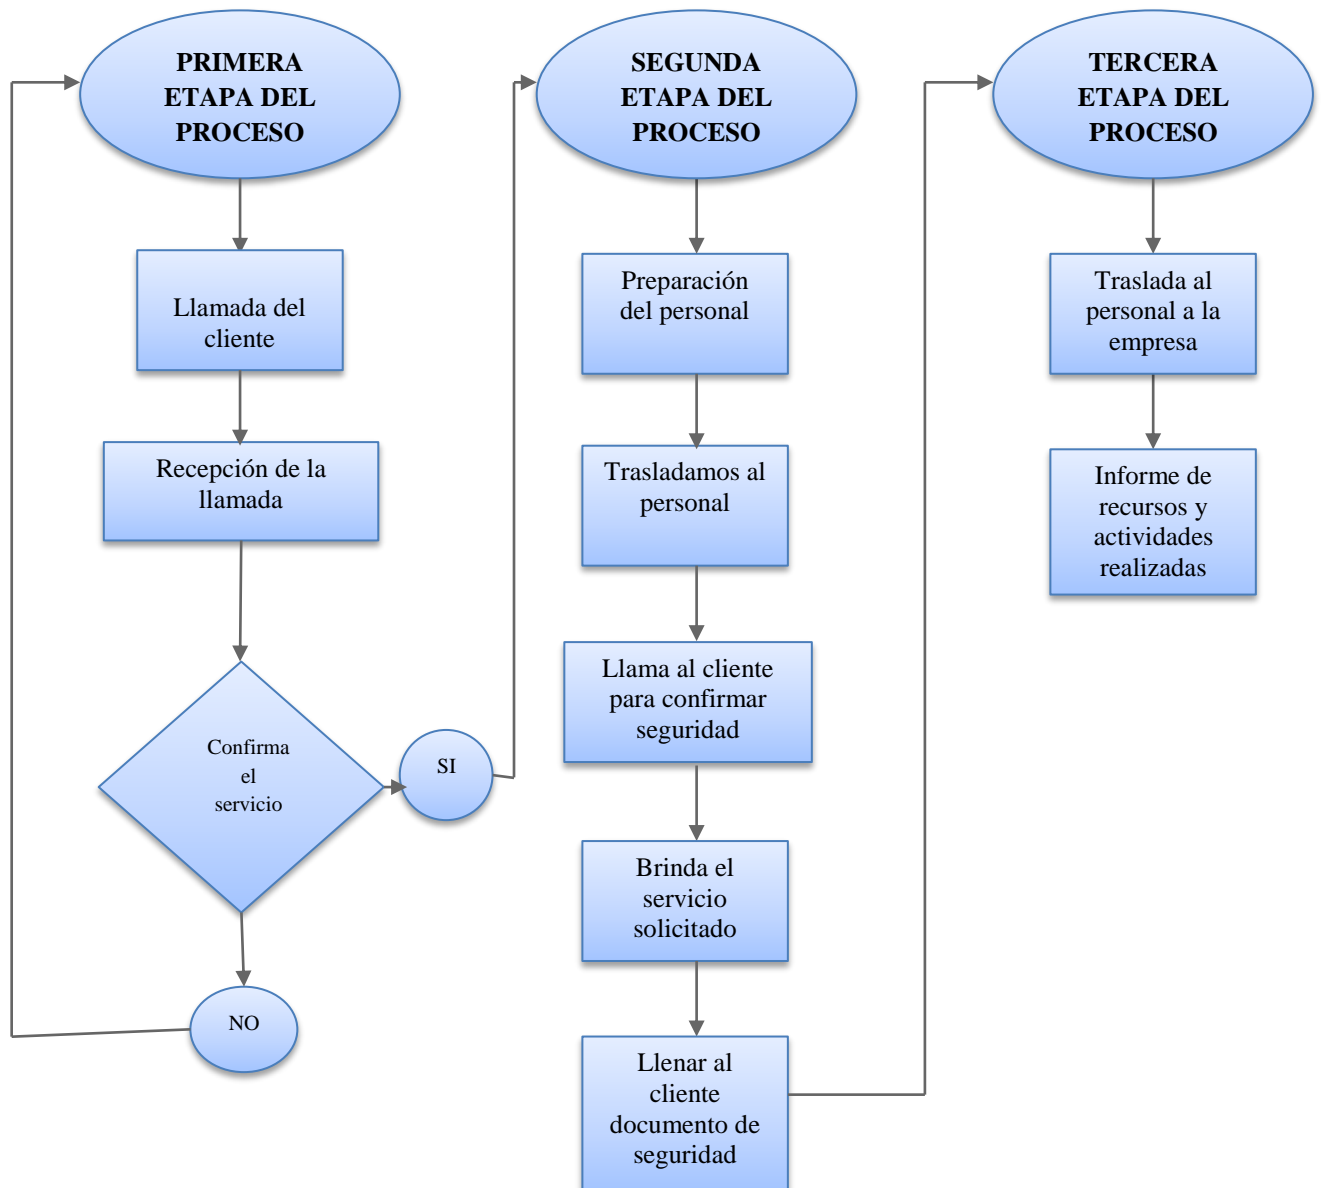 PRIMERA
ETAPA DEL
PROCESO
Llamada del
cliente
Recepción de la
llamada
Confirma
el
servicio
SI
NO
SEGUNDA
ETAPA DEL
PROCESO
Preparación
del personal
Trasladamos al
personal
Llama al cliente
para confirmar
seguridad
Brinda el
servicio
solicitado
Llenar al
cliente
documento de
seguridad
TERCERA
ETAPA DEL
PROCESO
Traslada al
personal a la
empresa
Informe de
recursos y
actividades
realizadas